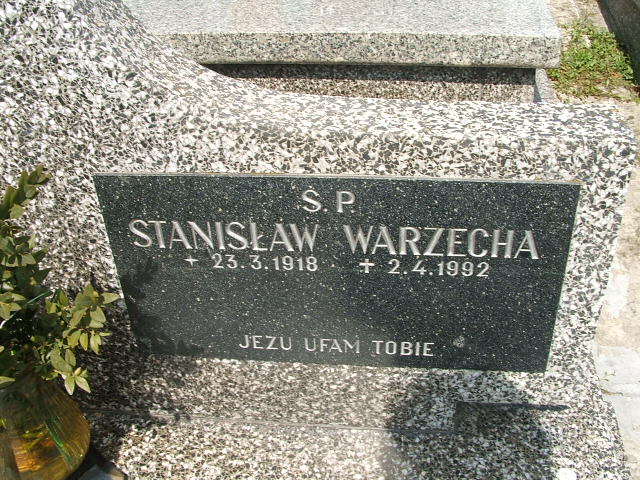 Ś.P.
STANISŁAW WARZECHA
+ 23.3.1918 + 2.4.1992
JEZU UFAM TOBIE